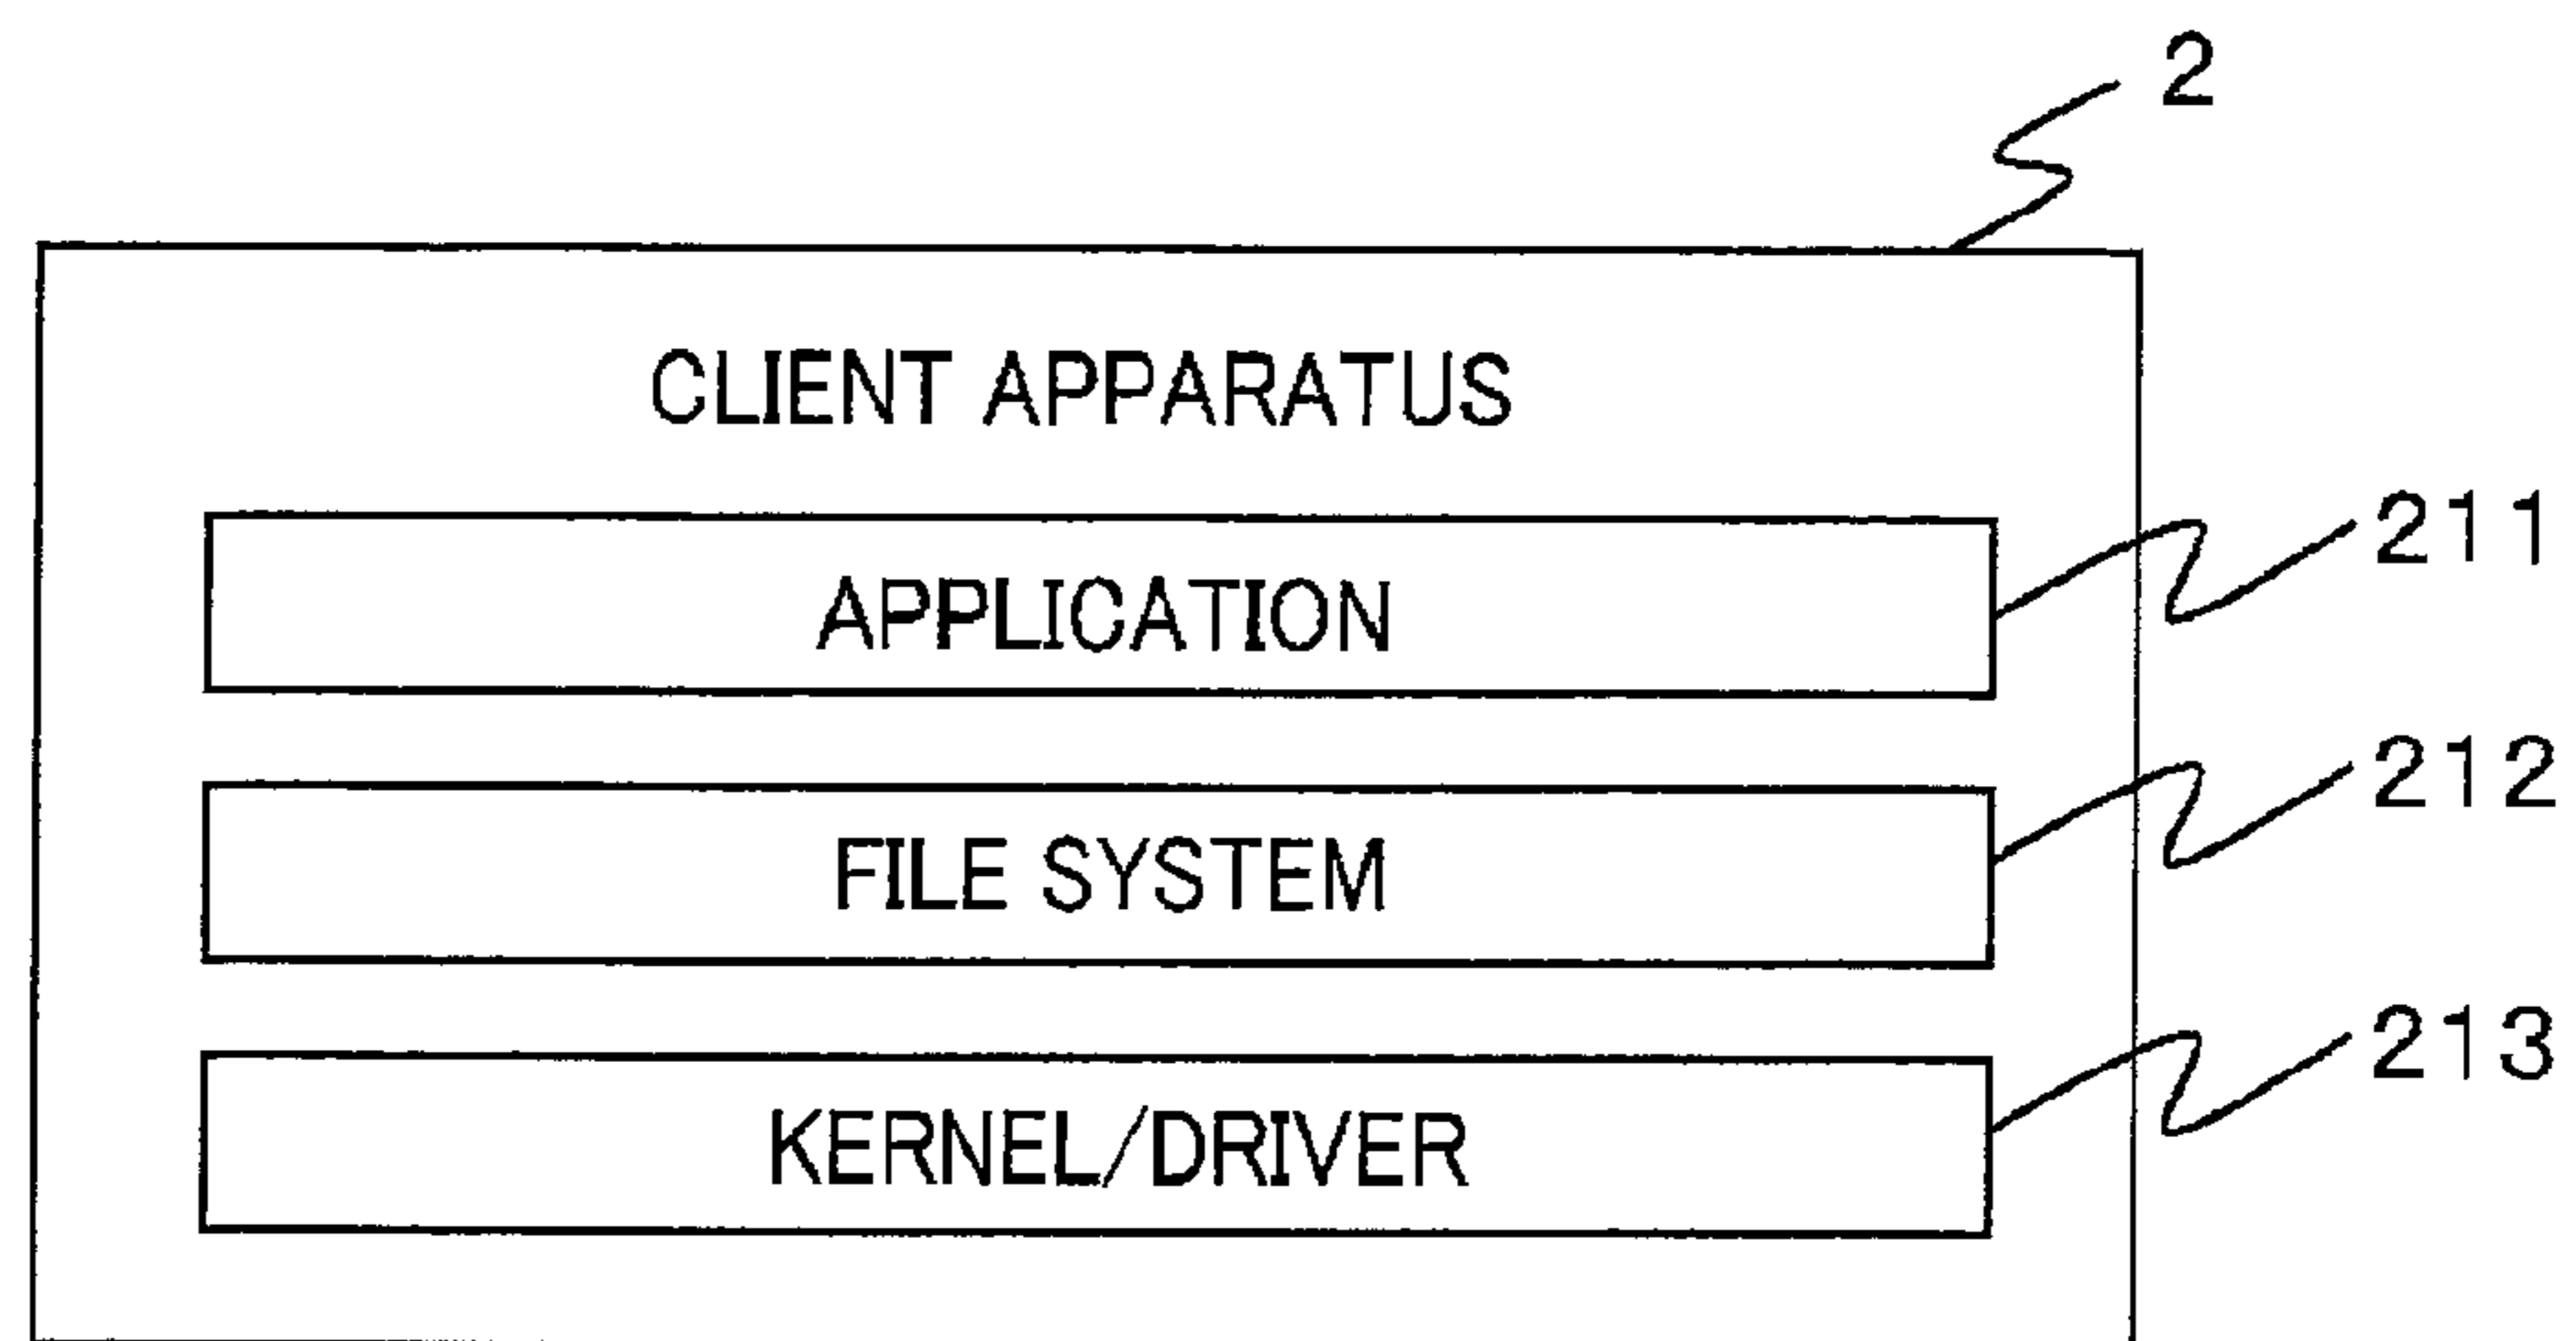 2
CLIENT APPARATUS
APPLICATION
211
FILE SYSTEM
212
KERNEL/DRIVER
213